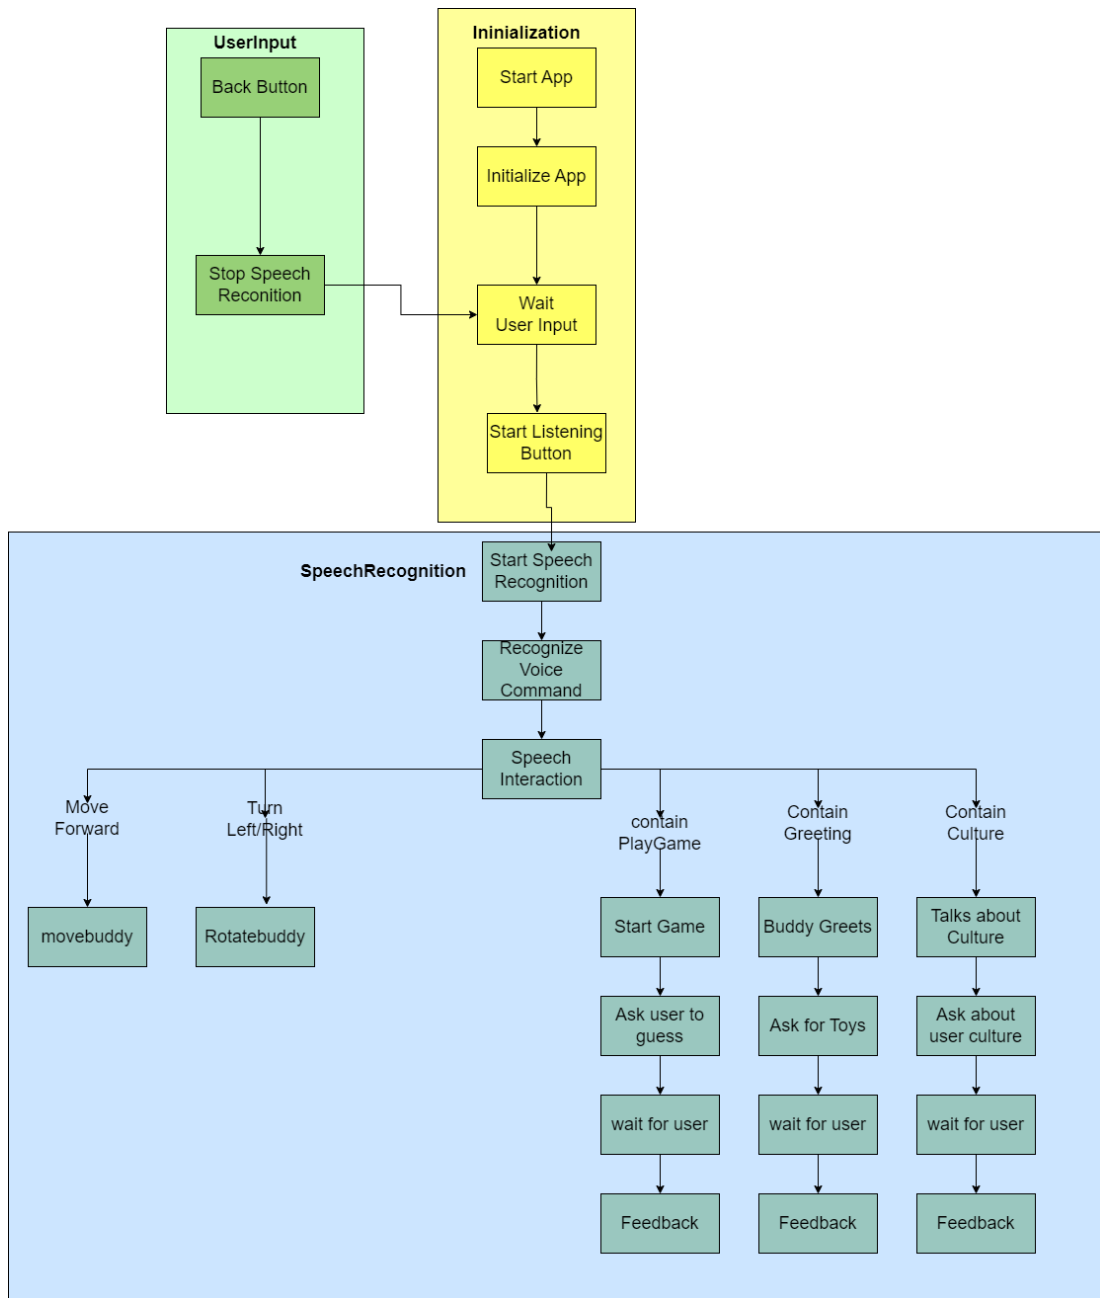 UserInput
Back Button
Stop Speech
Reconition
Ininialization
Start App
Initialize App
Wait
User Input
Start Listening
Button
SpeechRecognition
Start Speech
Recognition
Recognize
Voice
Command
Speech
Interaction
Move
Forward
Turn
Left/Right
contain
PlayGame
Contain
Greeting
Contain
Culture
movebuddy
Rotatebuddy
Start Game
Buddy Greets
Talks about
Culture
Ask user to
guess
Ask for Toys
Ask about
user culture
wait for user
wait for user
wait for user
Feedback
Feedback
Feedback